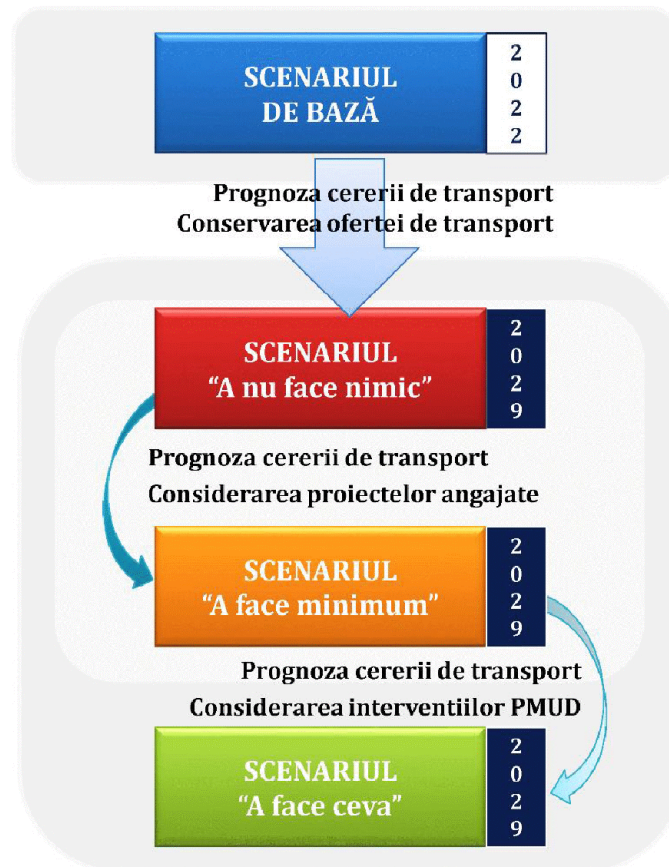 SCENARIUL
DE BAZĂ
2
0
2
2
Prognoza cererii de transport
Conservarea ofertei de transport
SCENARIUL
“A nu face nimic”
2
0
2
9
Prognoza cererii de transport
Considerarea proiectelor angajate
SCENARIUL
“A face minimum”
2
0
2
9
Prognoza cererii de transport
Considerarea interventiilor PMUD
SCENARIUL
“A face ceva”
2
0
2
9